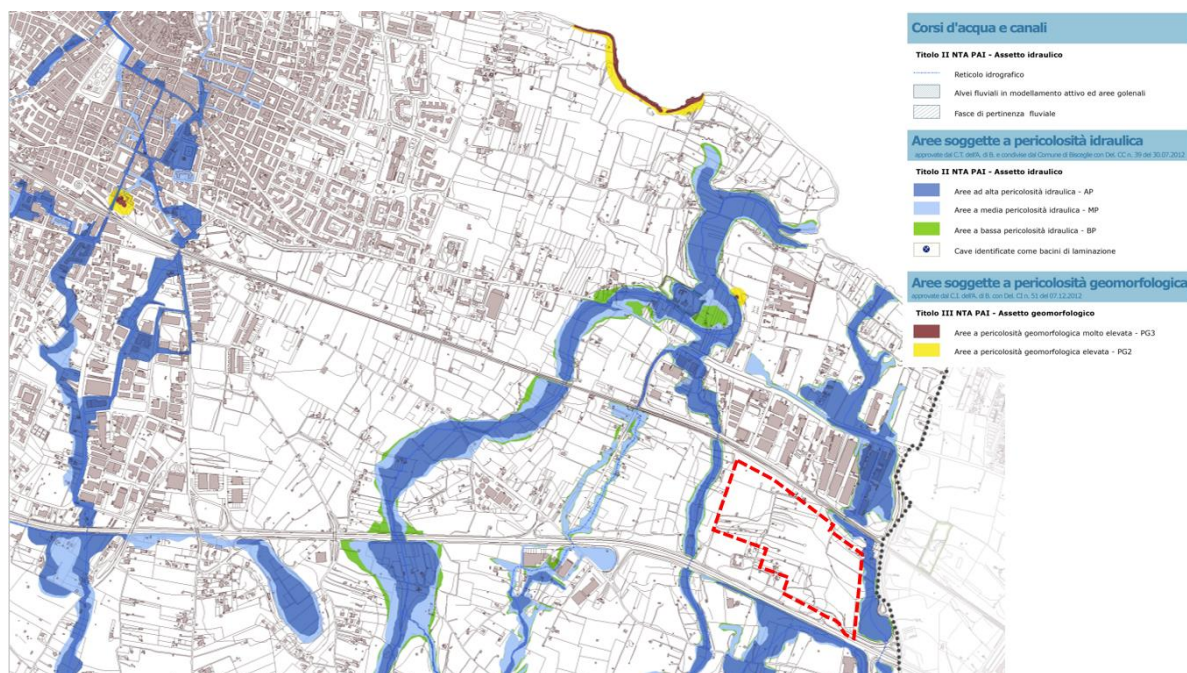 Corsi d'acqua e canali
Titolo II NTA PAI - Assetto idraulico
Reticolo idrografico
Alvei fluviali in modellamento attivo ed aree golenali
Fasce di pertinenza fluviale
Aree soggette a pericolosità idraulica
approvate dal C.T. dell'A. di B. e condivise dal Comune di Bisceglie con Del. CC n. 39 del 30.07.2012
Titolo II NTA PAI - Assetto idraulico
Aree ad alta pericolosità idraulica - AP
Aree a media pericolosità idraulica - MP
Aree a bassa pericolosità idraulica - BP
Cave identificate come bacini di laminazione
Aree soggette a pericolosità geomorfologica
approvate dal C.I. dell'A. di B. con Del. CI n. 51 del 07.12.2012
Titolo III NTA PAI - Assetto geomorfologico
Aree a pericolosità geomorfologica molto elevata - PG3
Aree a pericolosità geomorfologica elevata - PG2